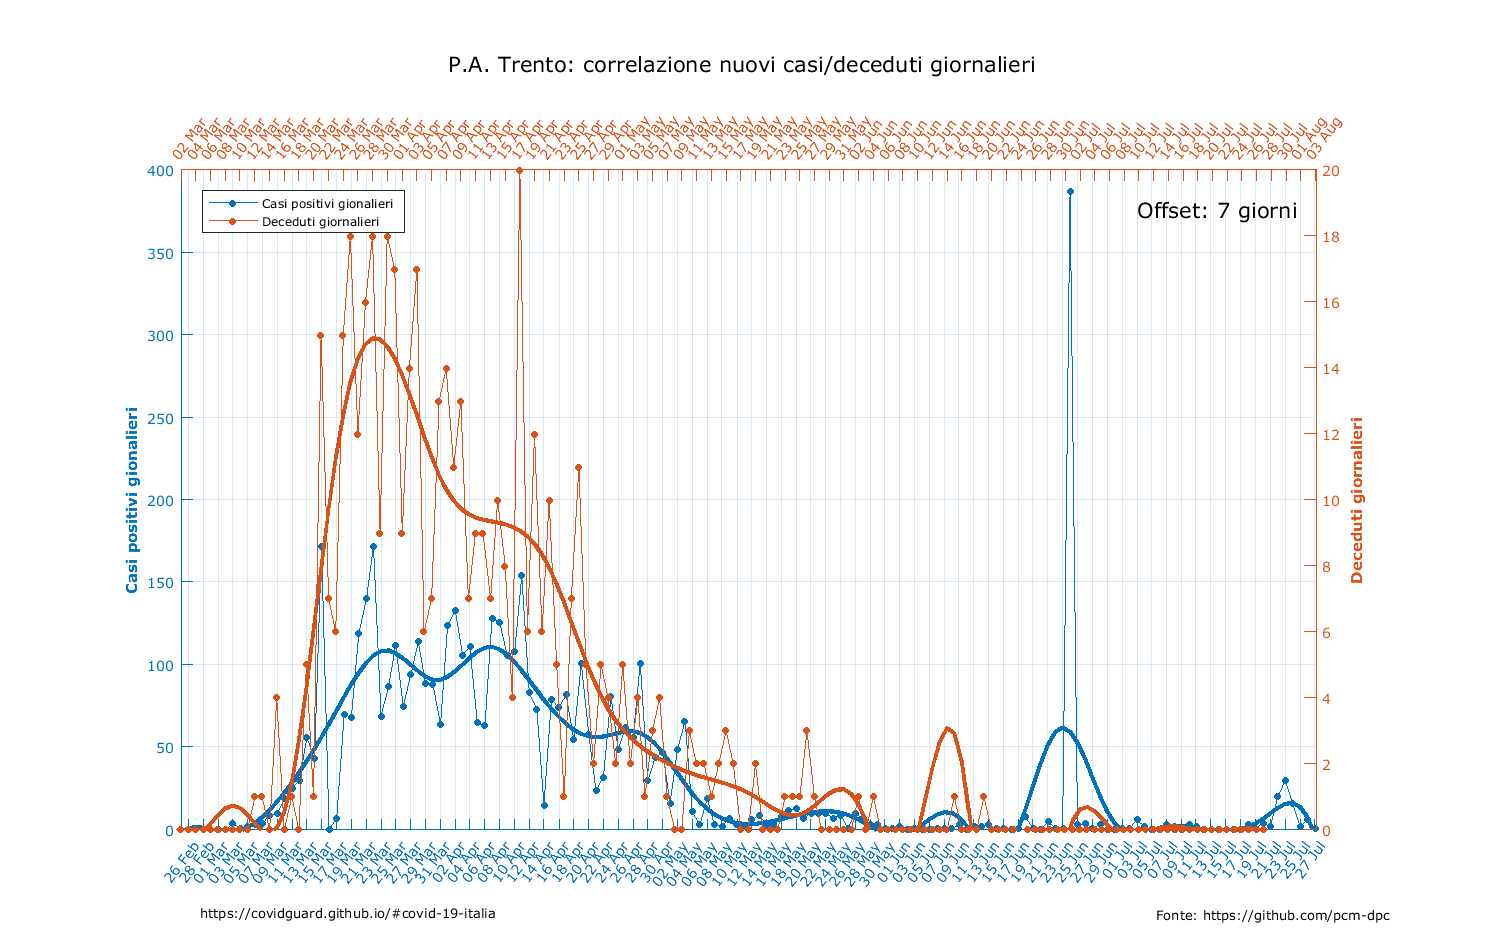 P.A. Trento: correlazione nuovi casi/deceduti giornalieri
02 Mar
04 Mar
06 Mar
08 Mar
10 Mar
12 Mar
14 Mar
16 Mar
18 Mar
20 Mar
22 Mar
24 Mar
26 Mar
28 Mar
30 Mar
01 Apr
03 Apr
05 Apr
07 Apr
09 Apr
11 Apr
13 Apr
15 Apr
17 Apr
19 Apr
21 Apr
23 Apr
25 Apr
27 Apr
29 Apr
01 May
03 May
05 May
07 May
09 May
11 May
13 May
15 May
17 May
19 May
21 May
23 May
25 May
27 May
29 May
31 May
02 Jun
04 Jun
06 Jun
08 Jun
10 Jun
12 Jun
14 Jun
16 Jun
18 Jun
20 Jun
22 Jun
24 Jun
26 Jun
28 Jun
30 Jun
02 Jul
04 Jul
06 Jul
08 Jul
10 Jul
12 Jul
14 Jul
16 Jul
18 Jul
20 Jul
22 Jul
24 Jul
26 Jul
28 Jul
30 Jul
01 Aug
03 Aug
Casi positivi gionalieri
Deceduti giornalieri
Offset: 7 giorni
400
350
300
250
200
150
100
50
0
Casi positivi gionalieri
20
18
16
14
12
10
8
6
4
2
0
Deceduti giornalieri
26 Feb
28 Feb
01 Mar
03 Mar
05 Mar
07 Mar
09 Mar
11 Mar
13 Mar
15 Mar
17 Mar
19 Mar
21 Mar
23 Mar
25 Mar
27 Mar
29 Mar
31 Mar
02 Apr
04 Apr
06 Apr
08 Apr
10 Apr
12 Apr
14 Apr
16 Apr
18 Apr
20 Apr
22 Apr
24 Apr
26 Apr
28 Apr
30 Apr
02 May
04 May
06 May
08 May
10 May
12 May
14 May
16 May
18 May
20 May
22 May
24 May
26 May
28 May
30 May
01 Jun
03 Jun
05 Jun
07 Jun
09 Jun
11 Jun
13 Jun
15 Jun
17 Jun
19 Jun
21 Jun
23 Jun
25 Jun
27 Jun
29 Jun
01 Jul
03 Jul
05 Jul
07 Jul
09 Jul
11 Jul
13 Jul
15 Jul
17 Jul
19 Jul
21 Jul
23 Jul
25 Jul
27 Jul
https://covidguard.github.io/#covid-19-italia
Fonte: https://github.com/pcm-dpc